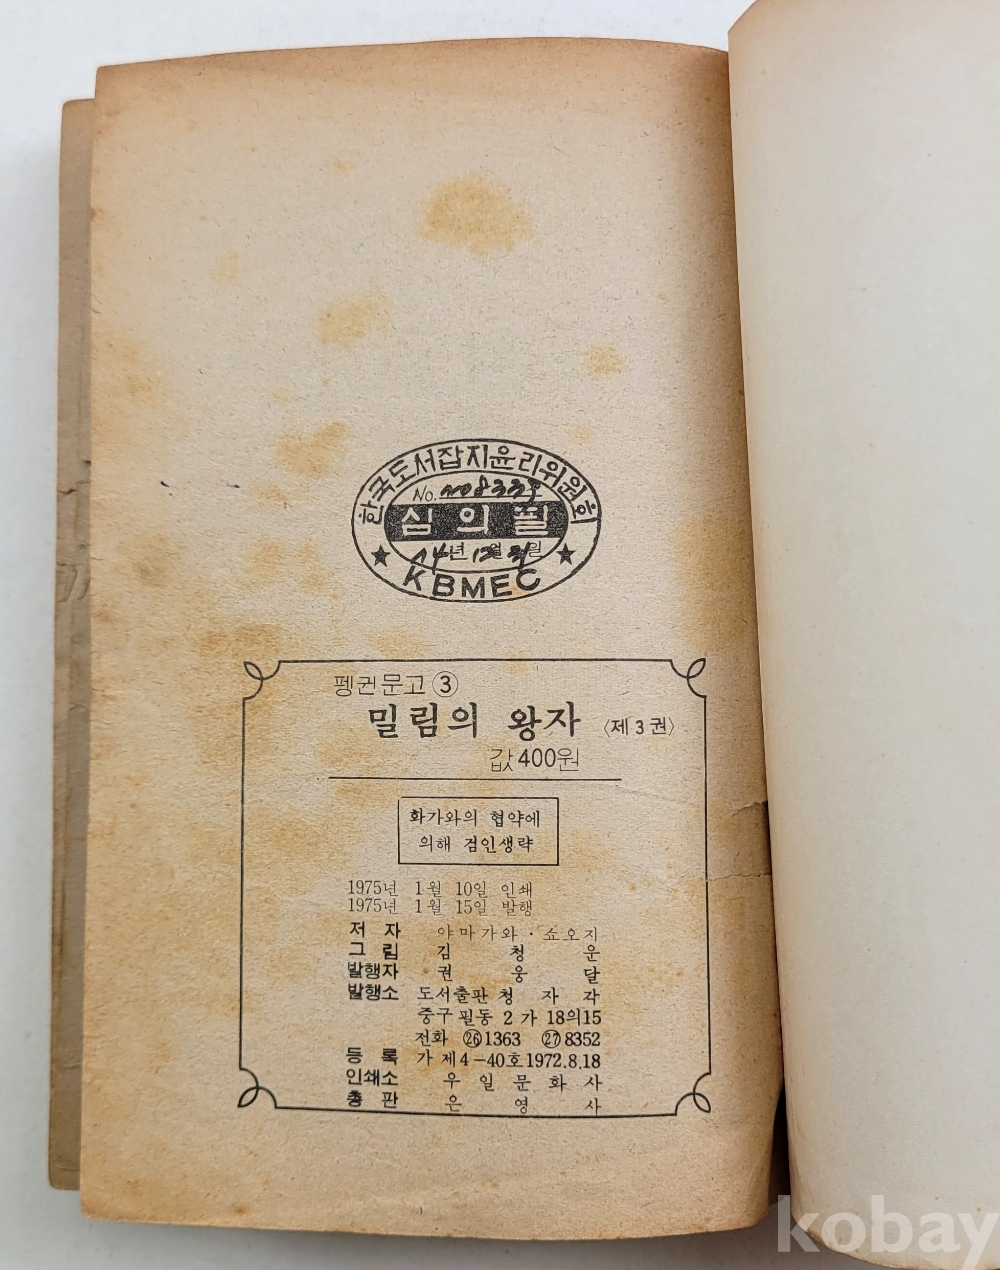 한국도서잡지윤리위원회
No.
심의필
년 월 일
★ KBMEC ★
펭귄문고 ③
밀림의 왕자 〈제3권〉
값 400원
화가와의 협약에
의해 검인생략
1975년 1월 10일 인쇄
1975년 1월 15일 발행
저 자 야마가와·쇼오지
그 림 김 청 운
발행자 권 웅 달
발행소 도서출판 청 자 각
중구 필동 2 가 18의15
전화 ㉖1363 ㉗8352
등 록 가 제4-40호 1972.8.18
인쇄소 우 일 문 화 사
총 판 은 영 사
kobay